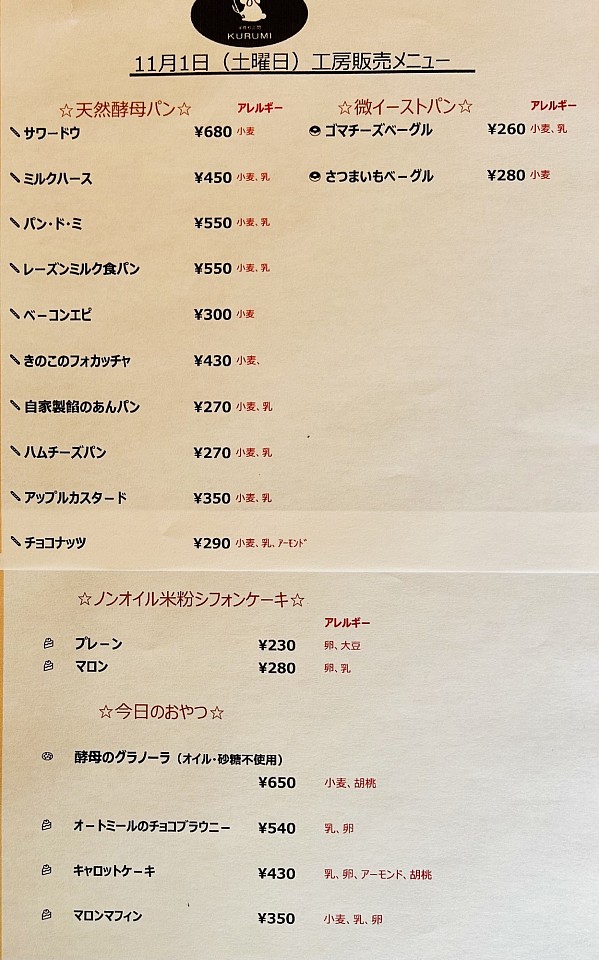 KURUMI
11月1日（土曜日）工房販売メニュー
☆天然酵母パン☆ アレルギー
サワードウ ¥680 小麦
ミルクハース ¥450 小麦、乳
パン・ド・ミ ¥550 小麦、乳
レーズンミルク食パン ¥550 小麦、乳
ベーコンエピ ¥300 小麦
きのこのフォカッチャ ¥430 小麦、
自家製餡のあんパン ¥270 小麦、乳
ハムチーズパン ¥270 小麦、乳
アップルカスタード ¥350 小麦、乳
チョコナッツ ¥290 小麦、乳、ｱｰﾓﾝﾄﾞ
☆微イーストパン☆ アレルギー
ゴマチーズベーグル ¥260 小麦、乳
さつまいもベーグル ¥280 小麦
☆ノンオイル米粉シフォンケーキ☆
アレルギー
プレーン ¥230 卵、大豆
マロン ¥280 卵、乳
☆今日のおやつ☆
酵母のグラノーラ（オイル・砂糖不使用）
¥650 小麦、胡桃
オートミールのチョコブラウニー ¥540 乳、卵
キャロットケーキ ¥430 乳、卵、アーモンド、胡桃
マロンマフィン ¥350 小麦、乳、卵